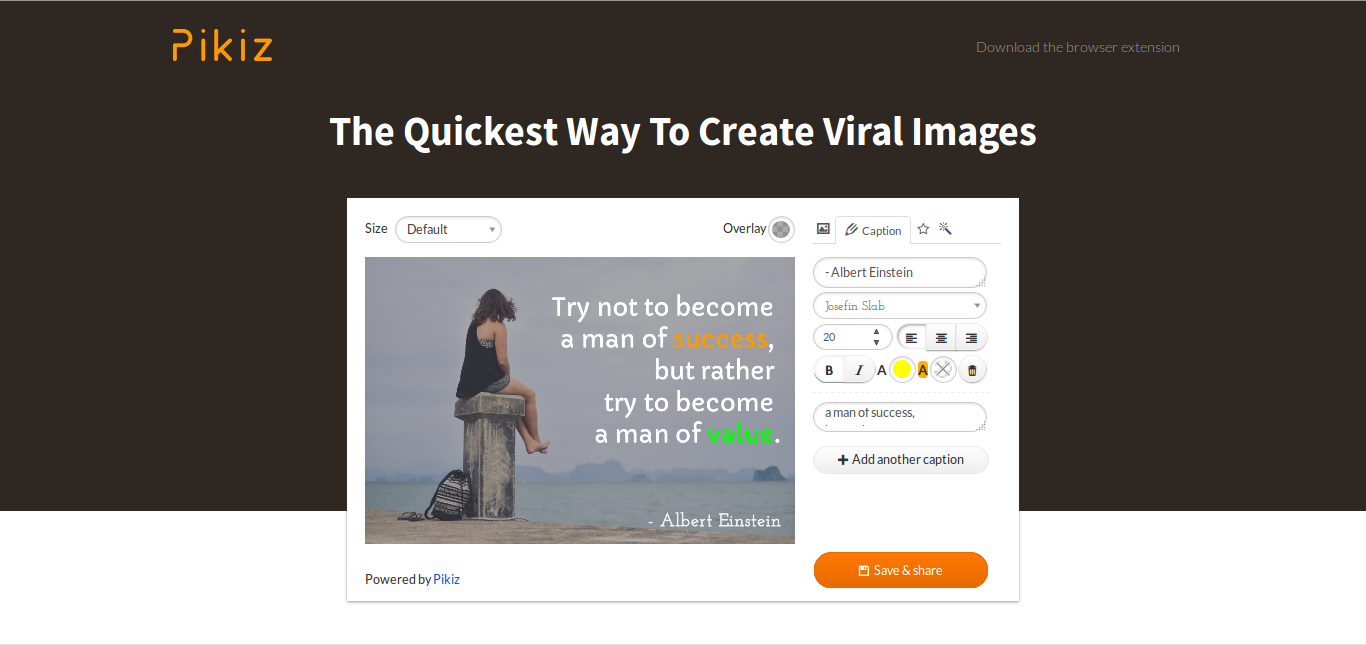 Pikiz
Download the browser extension
The Quickest Way To Create Viral Images
Size
Default
Overlay
Caption
Try not to become
a man of success,
but rather
try to become
a man of value.
- Albert Einstein
- Albert Einstein
Josefin Slab
20
B I A A
a man of success,
Add another caption
Save & share
Powered by Pikiz